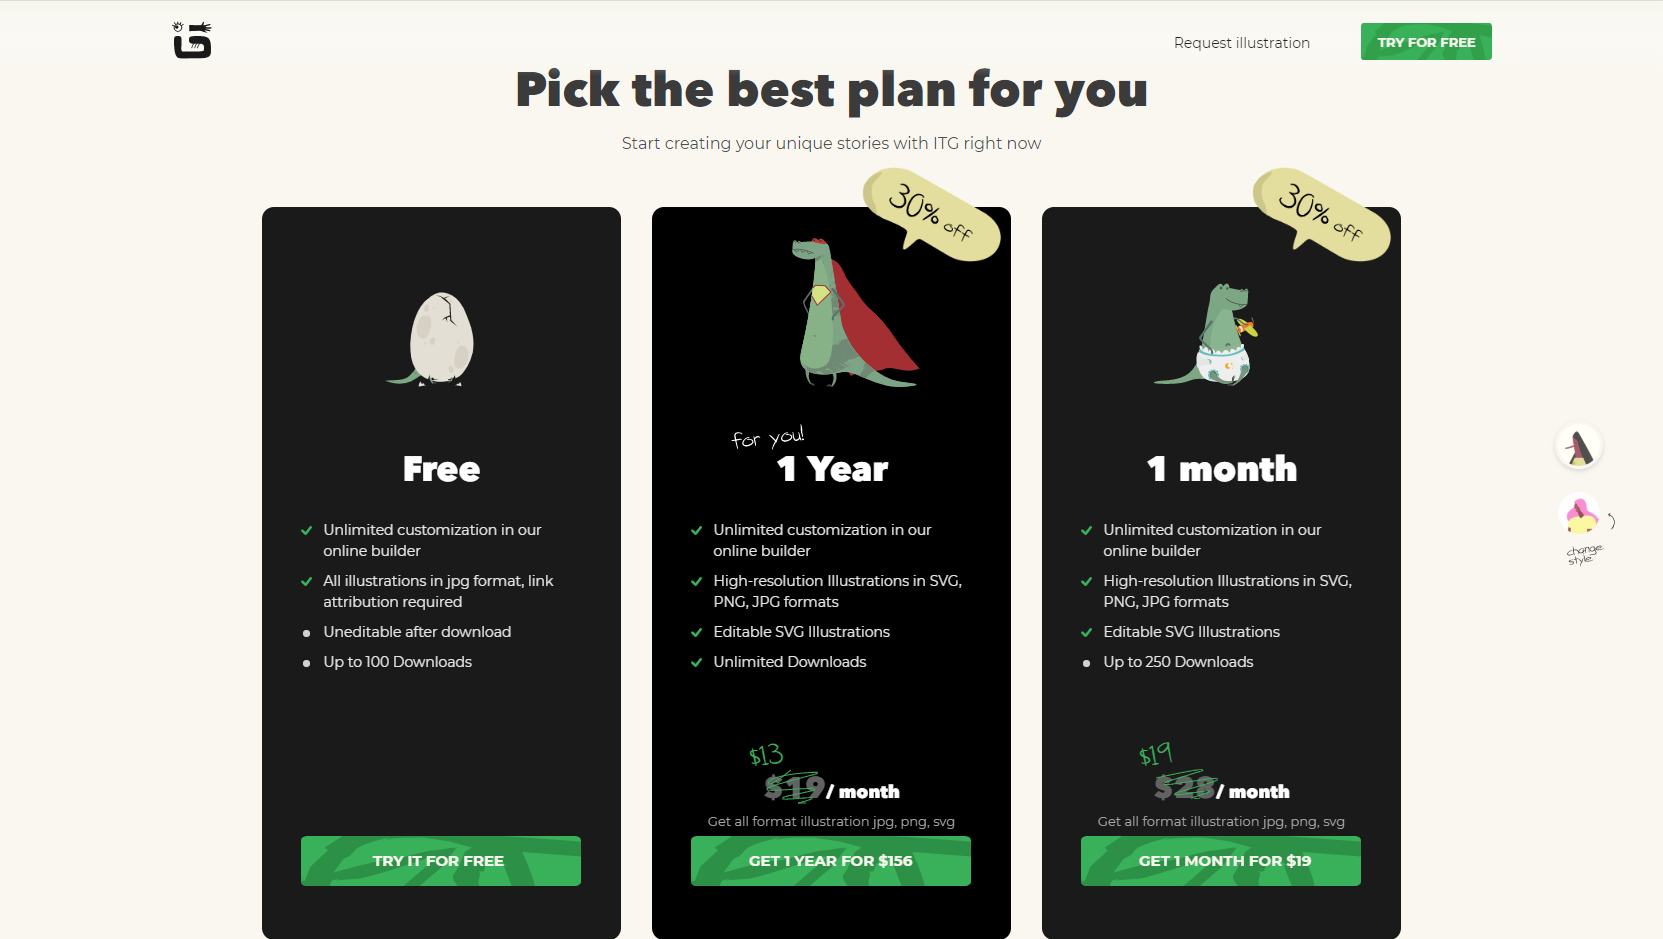 Request illustration
TRY FOR FREE
Pick the best plan for you
Start creating your unique stories with ITG right now
Free
Unlimited customization in our
online builder
All illustrations in jpg format, link
attribution required
Uneditable after download
Up to 100 Downloads
TRY IT FOR FREE
30% off
for you!
1 Year
Unlimited customization in our
online builder
High-resolution Illustrations in SVG,
PNG, JPG formats
Editable SVG Illustrations
Unlimited Downloads
$13
$19 / month
Get all format illustration jpg, png, svg
GET 1 YEAR FOR $156
30% off
1 month
Unlimited customization in our
online builder
High-resolution Illustrations in SVG,
PNG, JPG formats
Editable SVG Illustrations
Up to 250 Downloads
$19
$28 / month
Get all format illustration jpg, png, svg
GET 1 MONTH FOR $19
change
style